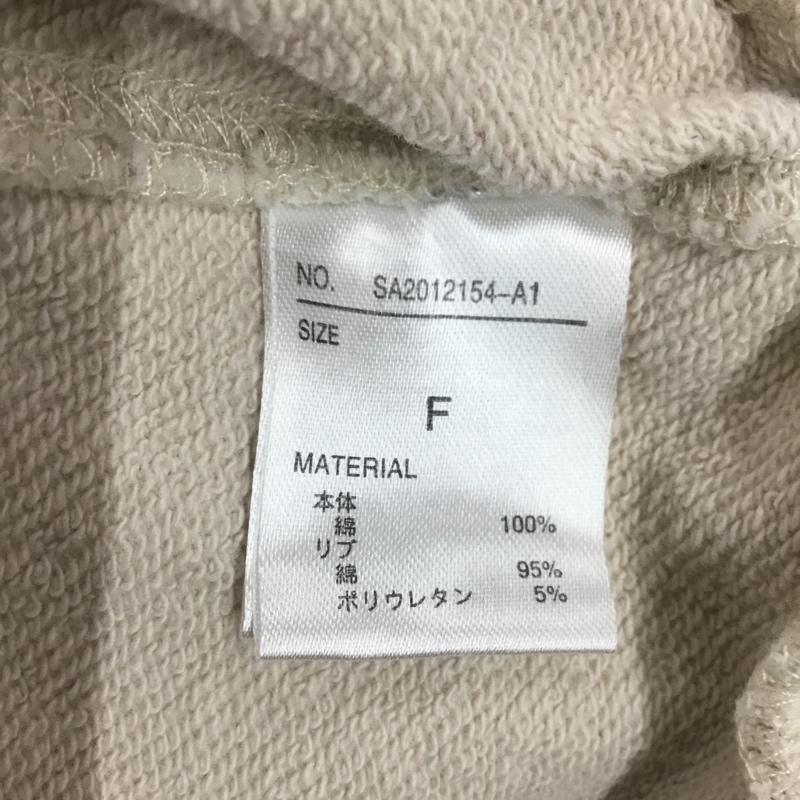 NO. SA2012154-A1
SIZE
F
MATERIAL
本体
綿 100%
リブ
綿 95%
ポリウレタン 5%